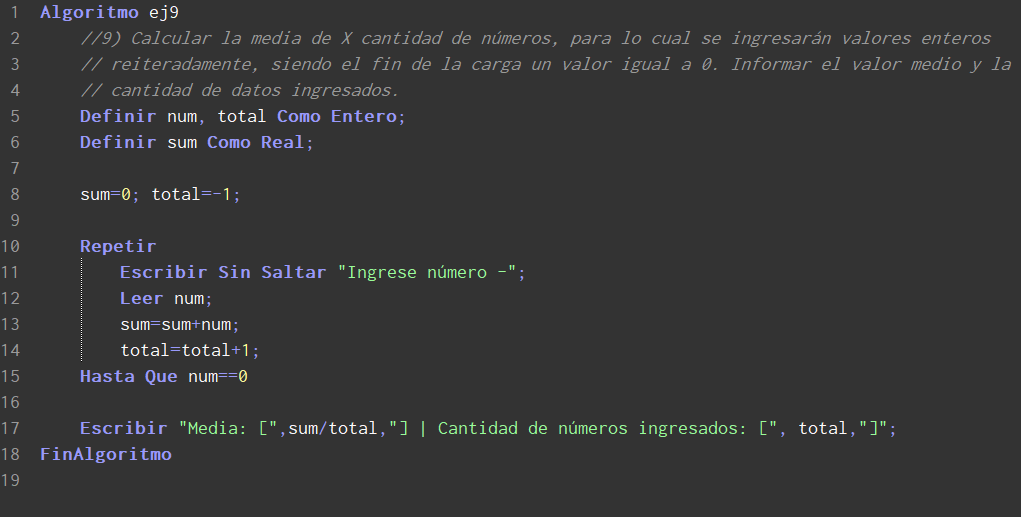 1 Algoritmo ej9
2 //9) Calcular la media de X cantidad de números, para lo cual se ingresarán valores enteros
3 // reiteradamente, siendo el fin de la carga un valor igual a 0. Informar el valor medio y la
4 // cantidad de datos ingresados.
5 Definir num, total Como Entero;
6 Definir sum Como Real;
7
8 sum=0; total=-1;
9
10 Repetir
11 Escribir Sin Saltar "Ingrese número -";
12 Leer num;
13 sum=sum+num;
14 total=total+1;
15 Hasta Que num==0
16
17 Escribir "Media: [",sum/total,"] | Cantidad de números ingresados: [", total,"]";
18 FinAlgoritmo
19